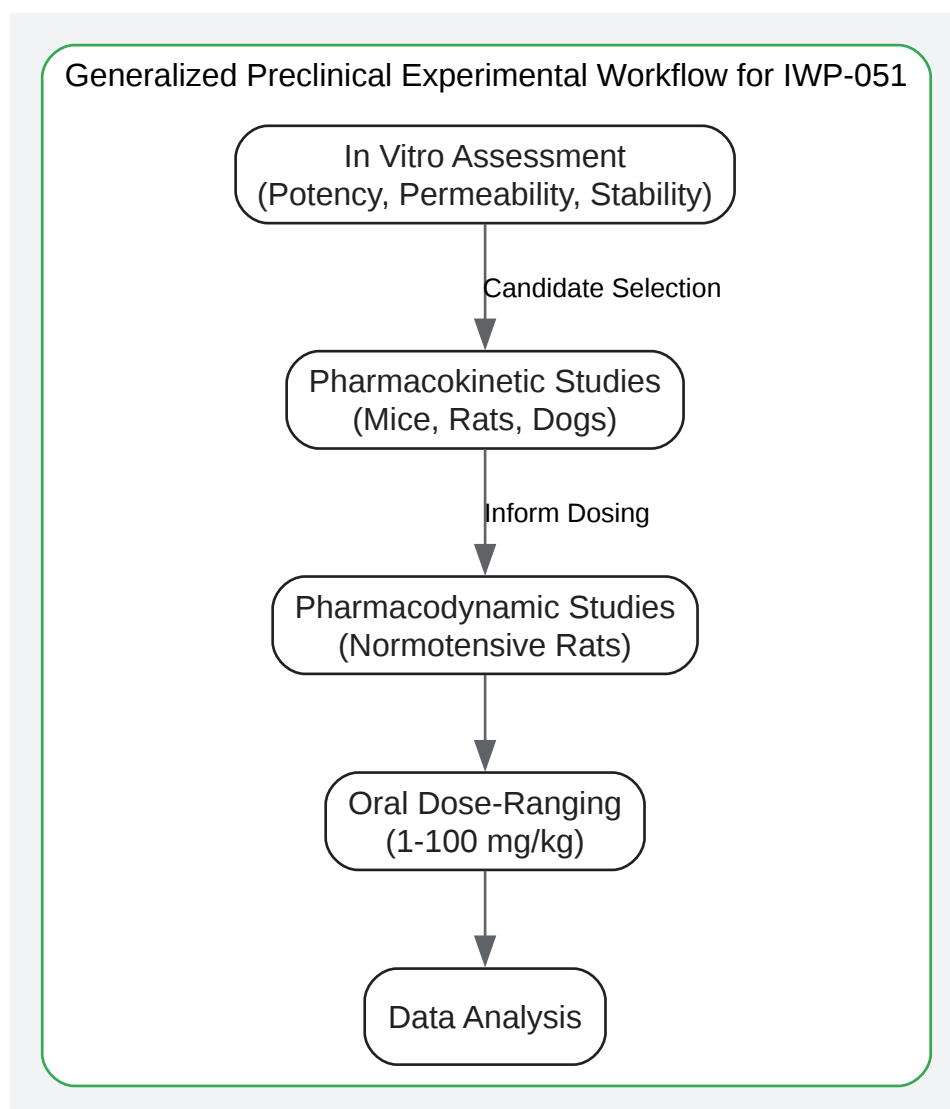 Generalized Preclinical Experimental Workflow for IWP-051
In Vitro Assessment
(Potency, Permeability, Stability)
Candidate Selection
Pharmacokinetic Studies
(Mice, Rats, Dogs)
Inform Dosing
Pharmacodynamic Studies
(Normotensive Rats)
Oral Dose-Ranging
(1-100 mg/kg)
Data Analysis